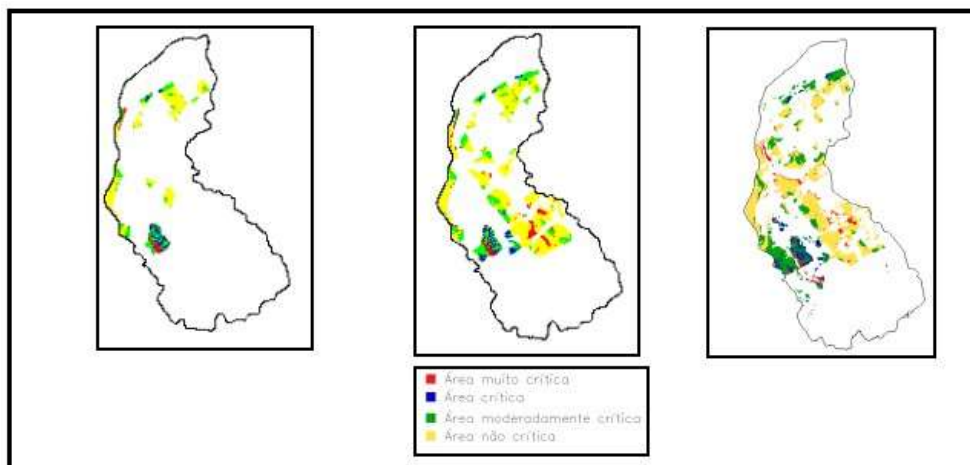 Área muito crítica
Área crítica
Área moderadamente crítica
Área não crítica